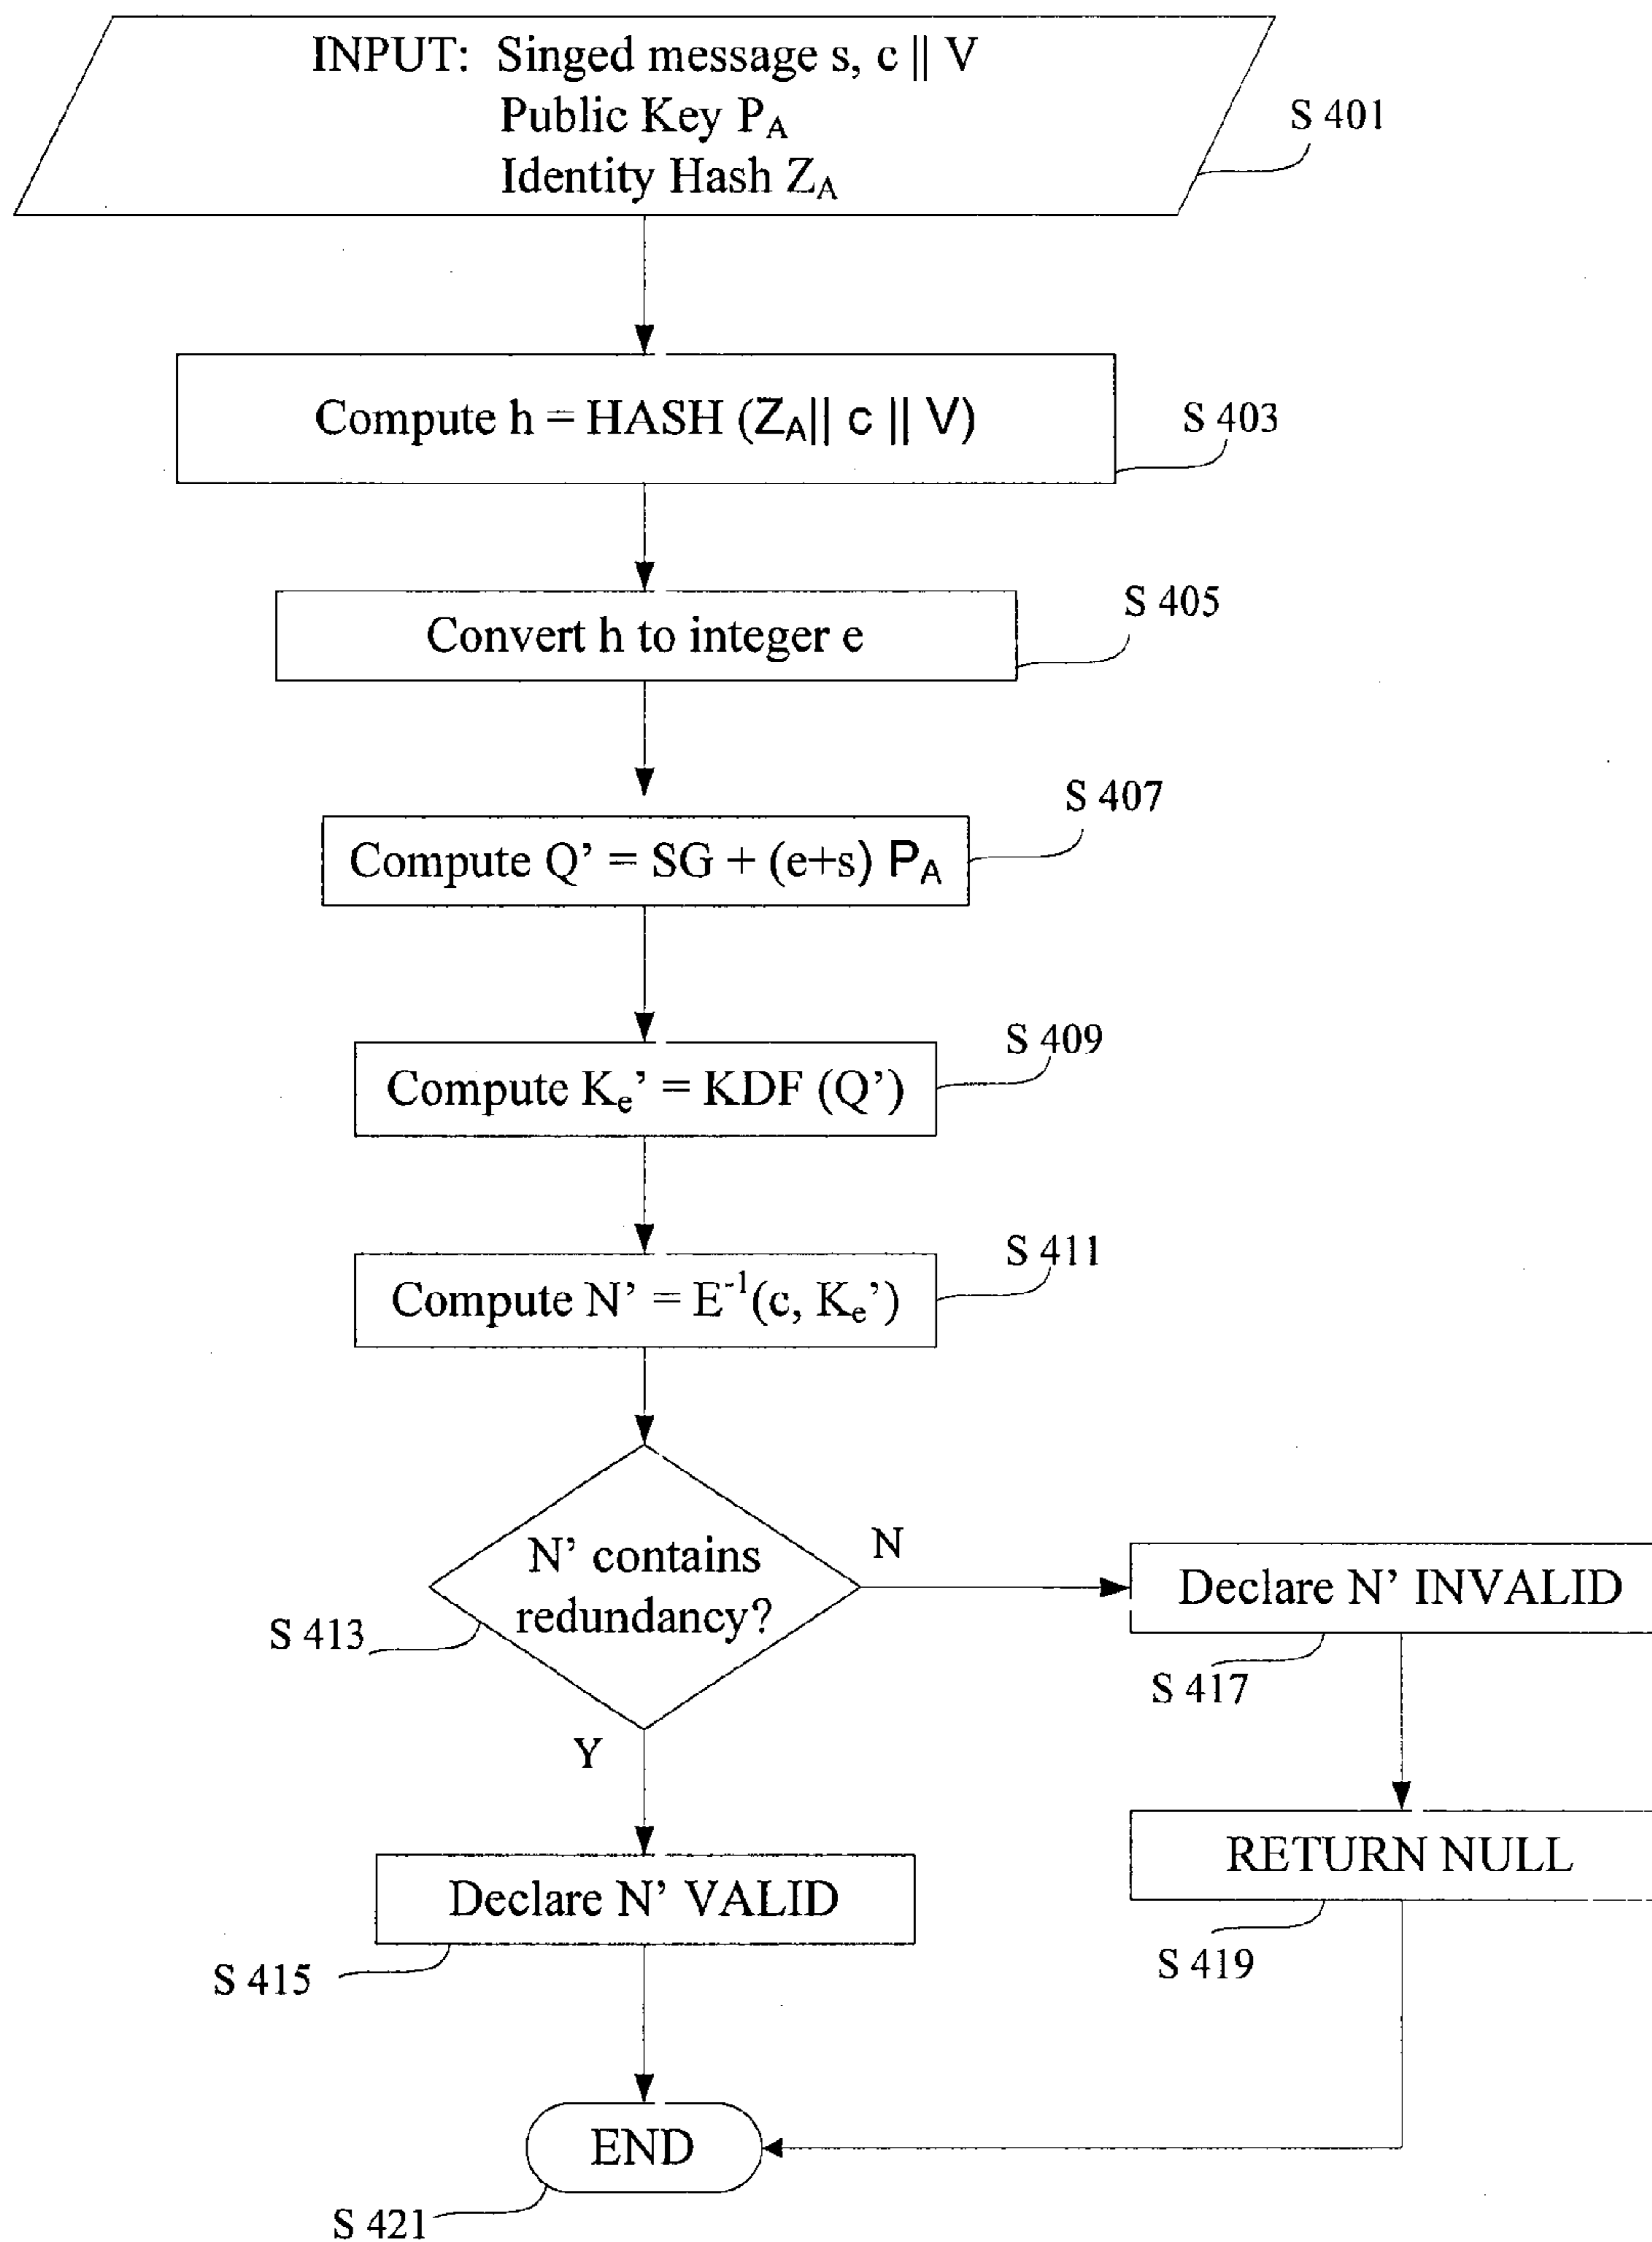 INPUT: Singed message s, c || V
Public Key PA
Identity Hash ZA
S 401
Compute h = HASH (ZA|| c || V)
S 403
Convert h to integer e
S 405
Compute Q’ = SG + (e+s) PA
S 407
Compute Ke’ = KDF (Q’)
S 409
Compute N’ = E-1(c, Ke’)
S 411
N’ contains
redundancy?
S 413
N
Y
Declare N’ INVALID
S 417
RETURN NULL
S 419
Declare N’ VALID
S 415
END
S 421